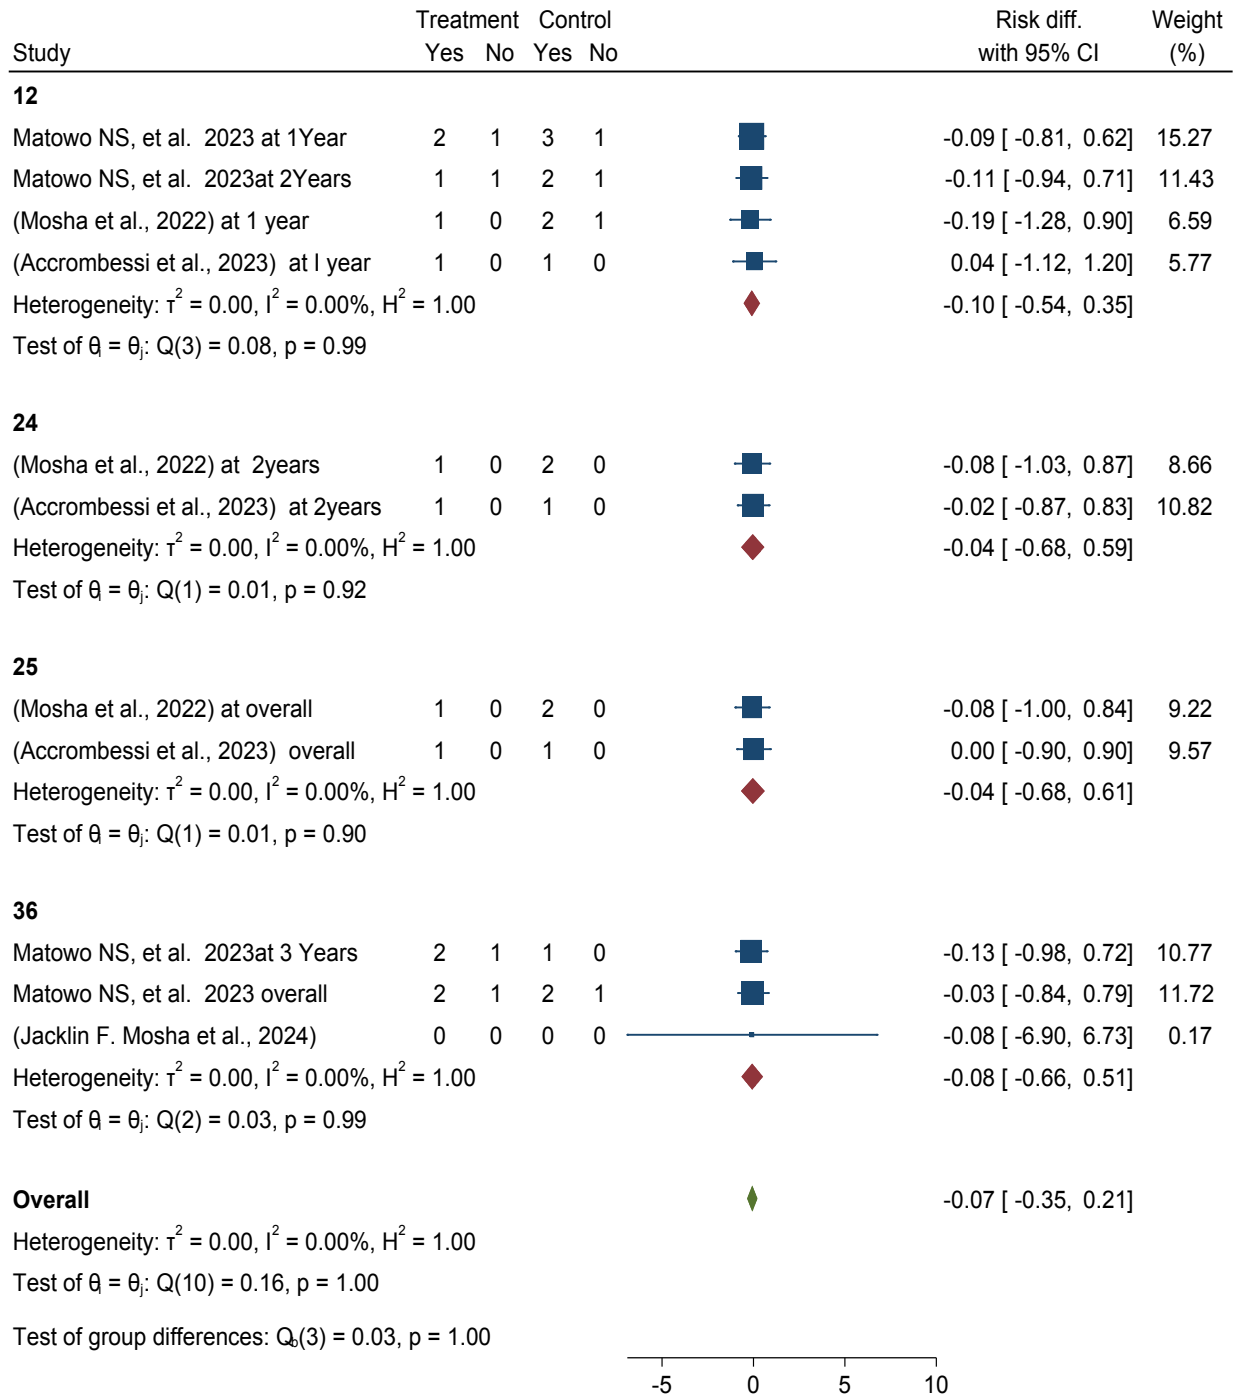 Treatment Control Risk diff. Weight
Study Yes No Yes No with 95% CI (%)
12
Matowo NS, et al. 2023 at 1Year 2 1 3 1 -0.09 [ -0.81, 0.62] 15.27
Matowo NS, et al. 2023at 2Years 1 1 2 1 -0.11 [ -0.94, 0.71] 11.43
(Mosha et al., 2022) at 1 year 1 0 2 1 -0.19 [ -1.28, 0.90] 6.59
(Accrombessi et al., 2023) at I year 1 0 1 0 0.04 [ -1.12, 1.20] 5.77
Heterogeneity: τ² = 0.00, I² = 0.00%, H² = 1.00 -0.10 [ -0.54, 0.35]
Test of θᵢ = θⱼ: Q(3) = 0.08, p = 0.99
24
(Mosha et al., 2022) at 2years 1 0 2 0 -0.08 [ -1.03, 0.87] 8.66
(Accrombessi et al., 2023) at 2years 1 0 1 0 -0.02 [ -0.87, 0.83] 10.82
Heterogeneity: τ² = 0.00, I² = 0.00%, H² = 1.00 -0.04 [ -0.68, 0.59]
Test of θᵢ = θⱼ: Q(1) = 0.01, p = 0.92
25
(Mosha et al., 2022) at overall 1 0 2 0 -0.08 [ -1.00, 0.84] 9.22
(Accrombessi et al., 2023) overall 1 0 1 0 0.00 [ -0.90, 0.90] 9.57
Heterogeneity: τ² = 0.00, I² = 0.00%, H² = 1.00 -0.04 [ -0.68, 0.61]
Test of θᵢ = θⱼ: Q(1) = 0.01, p = 0.90
36
Matowo NS, et al. 2023at 3 Years 2 1 1 0 -0.13 [ -0.98, 0.72] 10.77
Matowo NS, et al. 2023 overall 2 1 2 1 -0.03 [ -0.84, 0.79] 11.72
(Jacklin F. Mosha et al., 2024) 0 0 0 0 -0.08 [ -6.90, 6.73] 0.17
Heterogeneity: τ² = 0.00, I² = 0.00%, H² = 1.00 -0.08 [ -0.66, 0.51]
Test of θᵢ = θⱼ: Q(2) = 0.03, p = 0.99
Overall -0.07 [ -0.35, 0.21]
Heterogeneity: τ² = 0.00, I² = 0.00%, H² = 1.00
Test of θᵢ = θⱼ: Q(10) = 0.16, p = 1.00
Test of group differences: Q_b(3) = 0.03, p = 1.00
-5 0 5 10